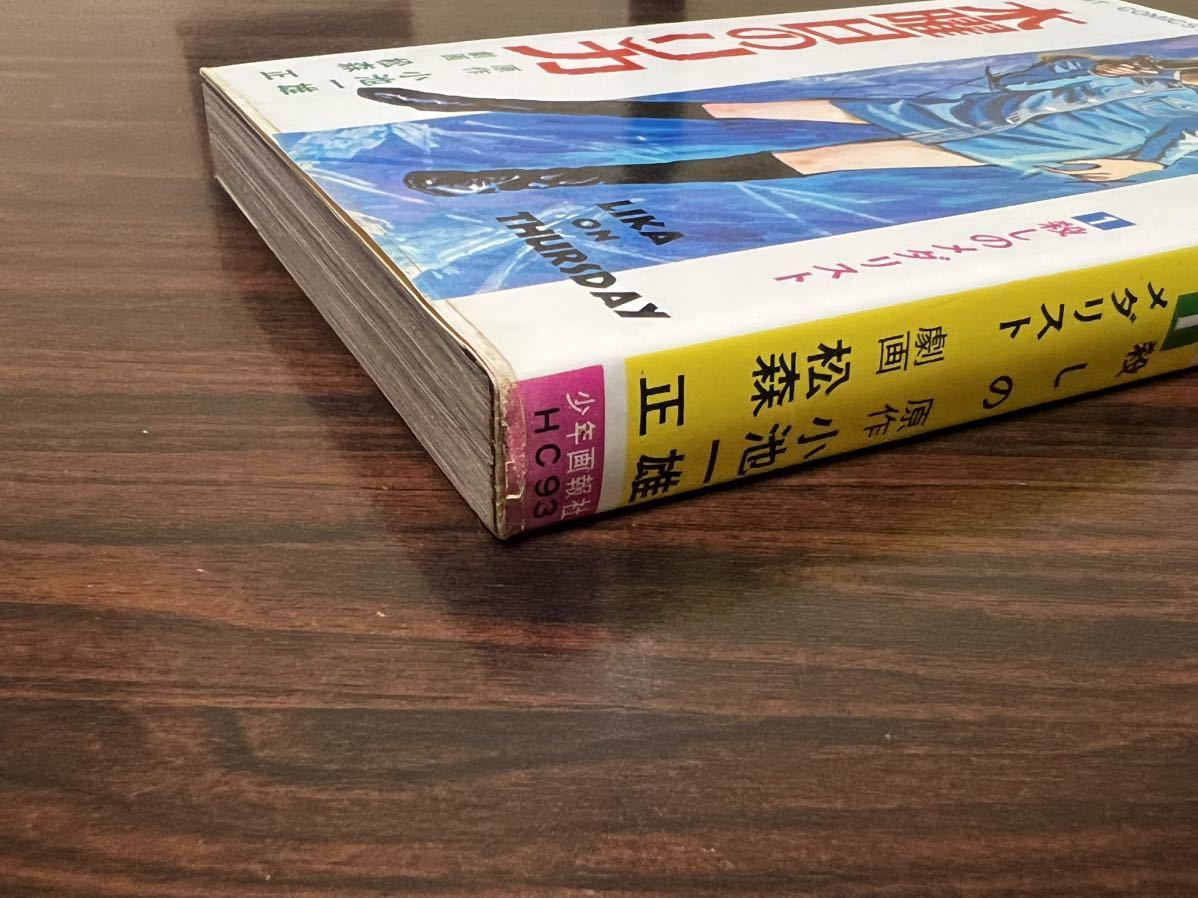 COMICS
木曜日のリカ
原作 小池一雄
劇画 松森 正
LIKA
ON
THURSDAY
1 殺しのメダリスト
殺しの
メダリスト
原作 小池一雄
劇画 松森 正
少年画報社
HC93